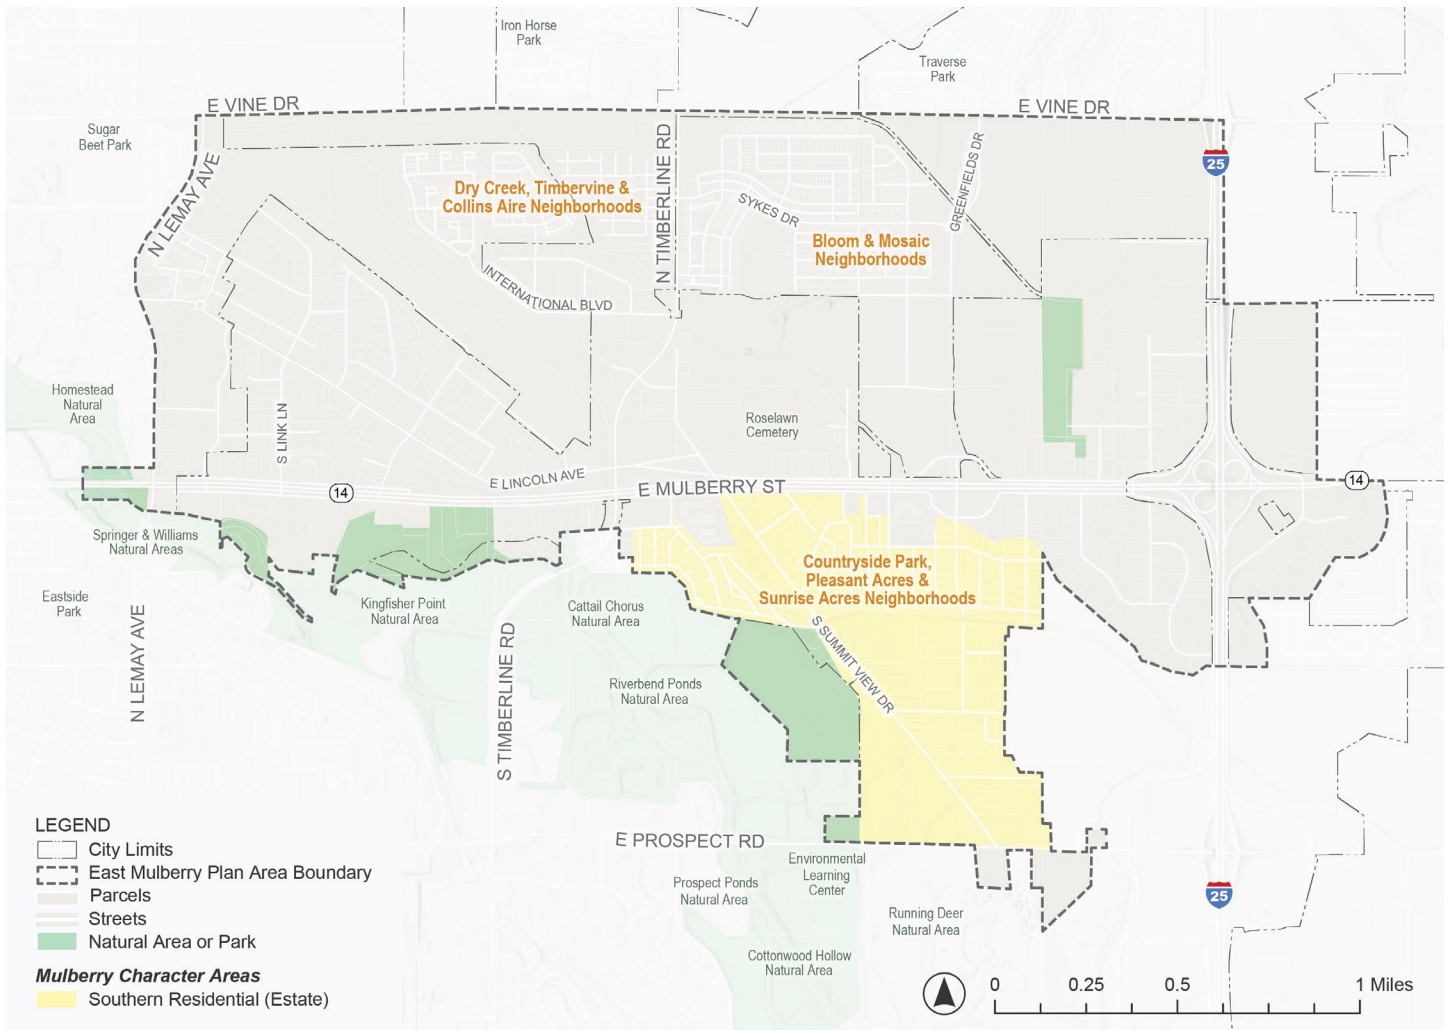 Iron Horse
Park
Traverse
Park
E VINE DR
E VINE DR
Sugar
Beet Park
N LEMAY AVE
N TIMBERLINE RD
GREENFIELDS DR
25
Dry Creek, Timbervine &
Collins Aire Neighborhoods
SYKES DR
Bloom & Mosaic
Neighborhoods
INTERNATIONAL BLVD
Homestead
Natural
Area
S LINK LN
Roselawn
Cemetery
E LINCOLN AVE
14
E MULBERRY ST
14
Springer & Williams
Natural Areas
Countryside Park,
Pleasant Acres &
Sunrise Acres Neighborhoods
Eastside
Park
N LEMAY AVE
Kingfisher Point
Natural Area
Cattail Chorus
Natural Area
S TIMBERLINE RD
S SUMMIT VIEW DR
Riverbend Ponds
Natural Area
E PROSPECT RD
Environmental
Learning
Center
Prospect Ponds
Natural Area
25
Running Deer
Natural Area
Cottonwood Hollow
Natural Area
LEGEND
City Limits
East Mulberry Plan Area Boundary
Parcels
Streets
Natural Area or Park
Mulberry Character Areas
Southern Residential (Estate)
0 0.25 0.5 1 Miles